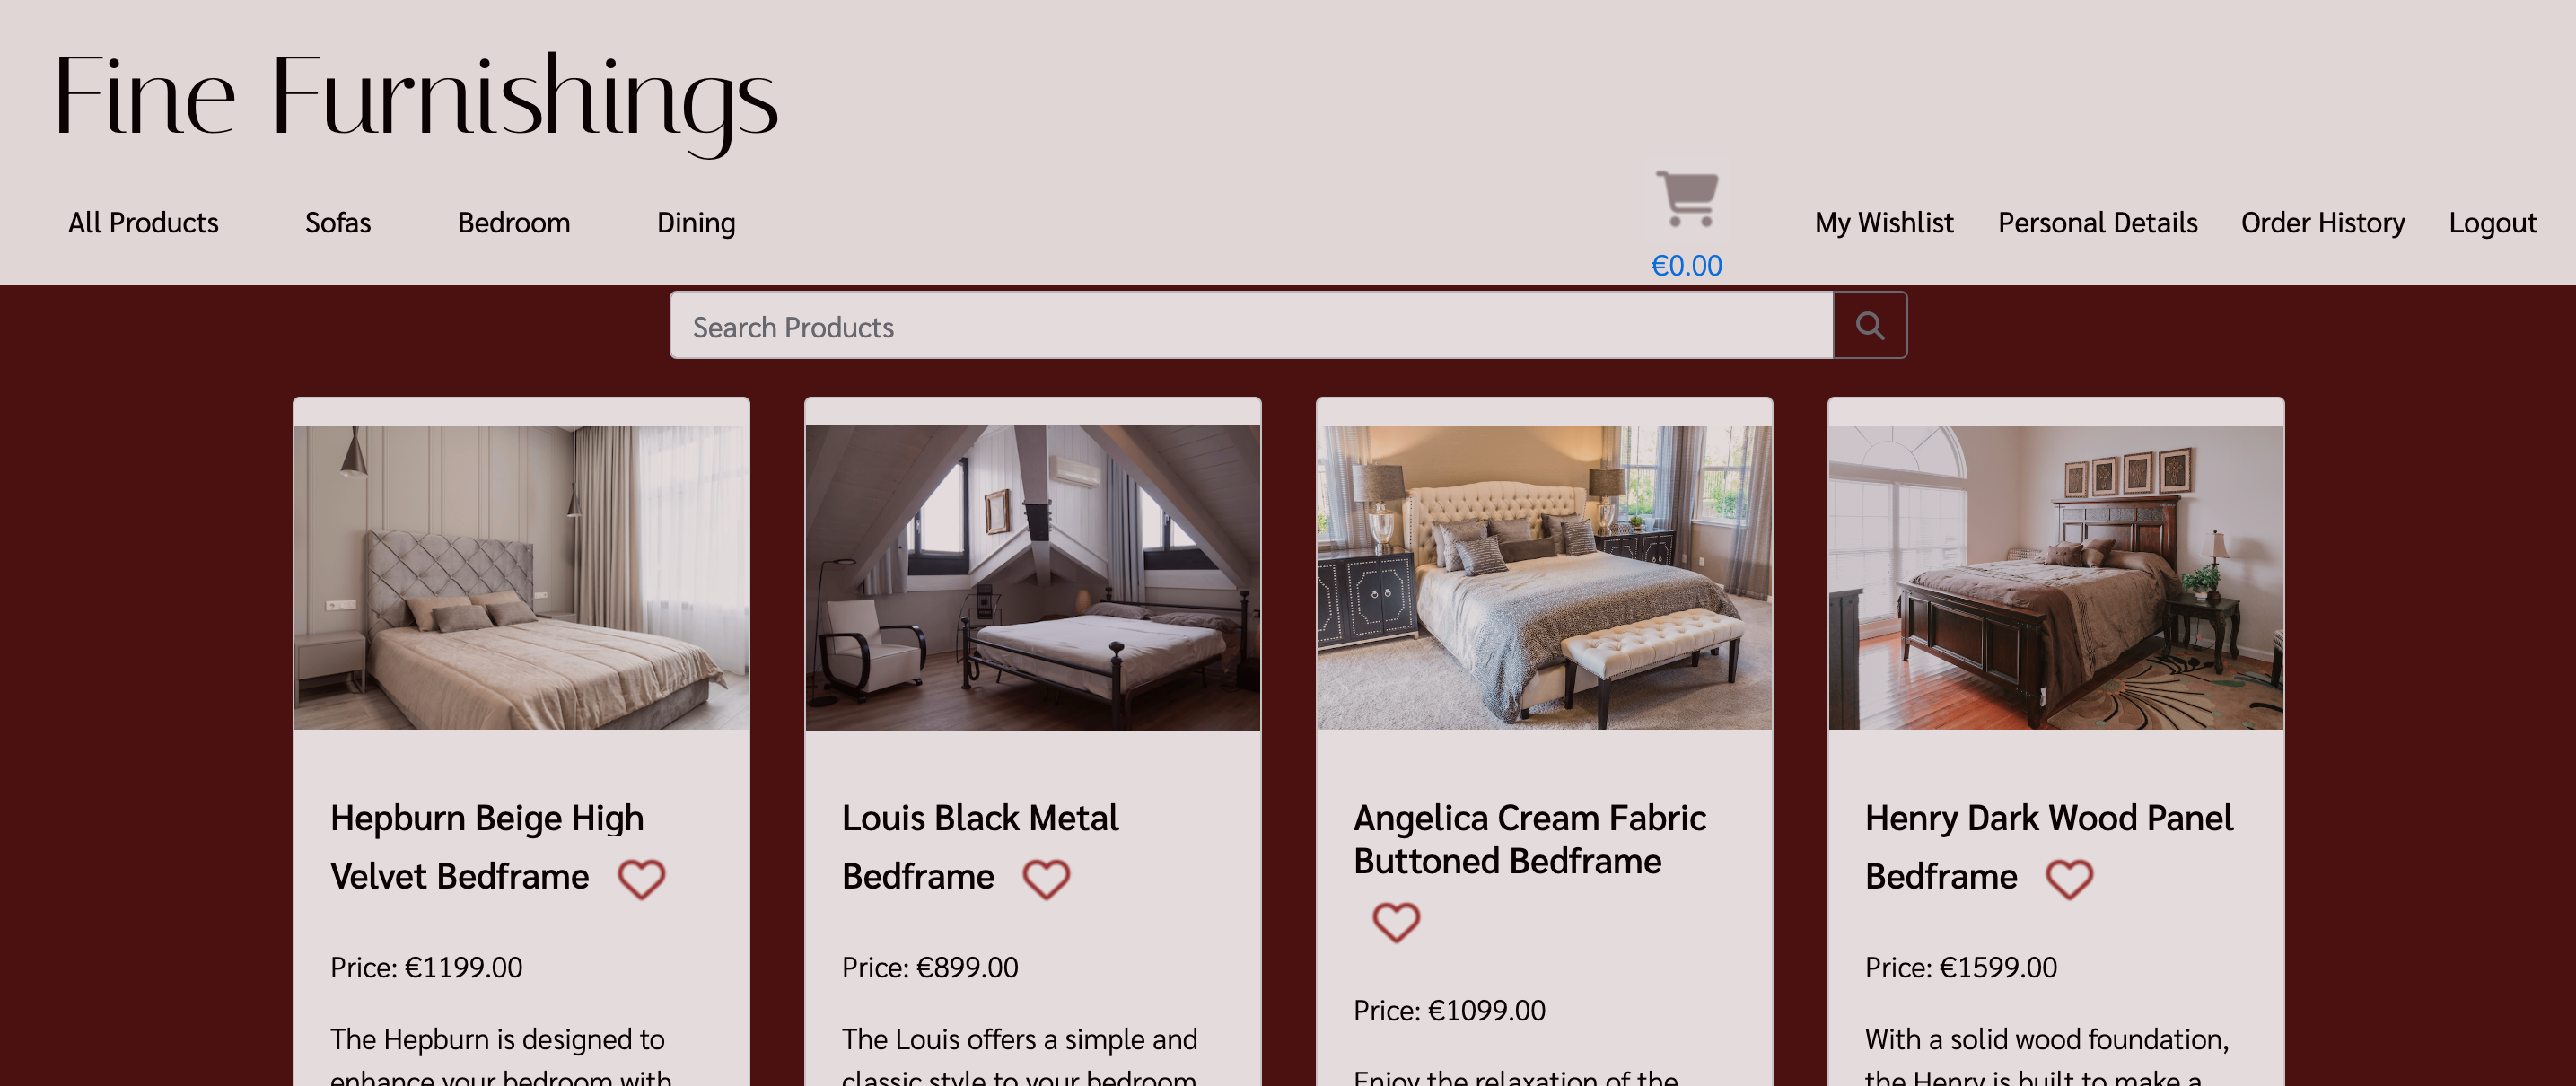 Fine Furnishings
All Products
Sofas
Bedroom
Dining
€0.00
My Wishlist
Personal Details
Order History
Logout
Search Products
Hepburn Beige High
Velvet Bedframe
Price: €1199.00
The Hepburn is designed to
enhance your bedroom with
Louis Black Metal
Bedframe
Price: €899.00
The Louis offers a simple and
classic style to your bedroom
Angelica Cream Fabric
Buttoned Bedframe
Price: €1099.00
Enjoy the relaxation of the
Henry Dark Wood Panel
Bedframe
Price: €1599.00
With a solid wood foundation,
the Henry is built to make a